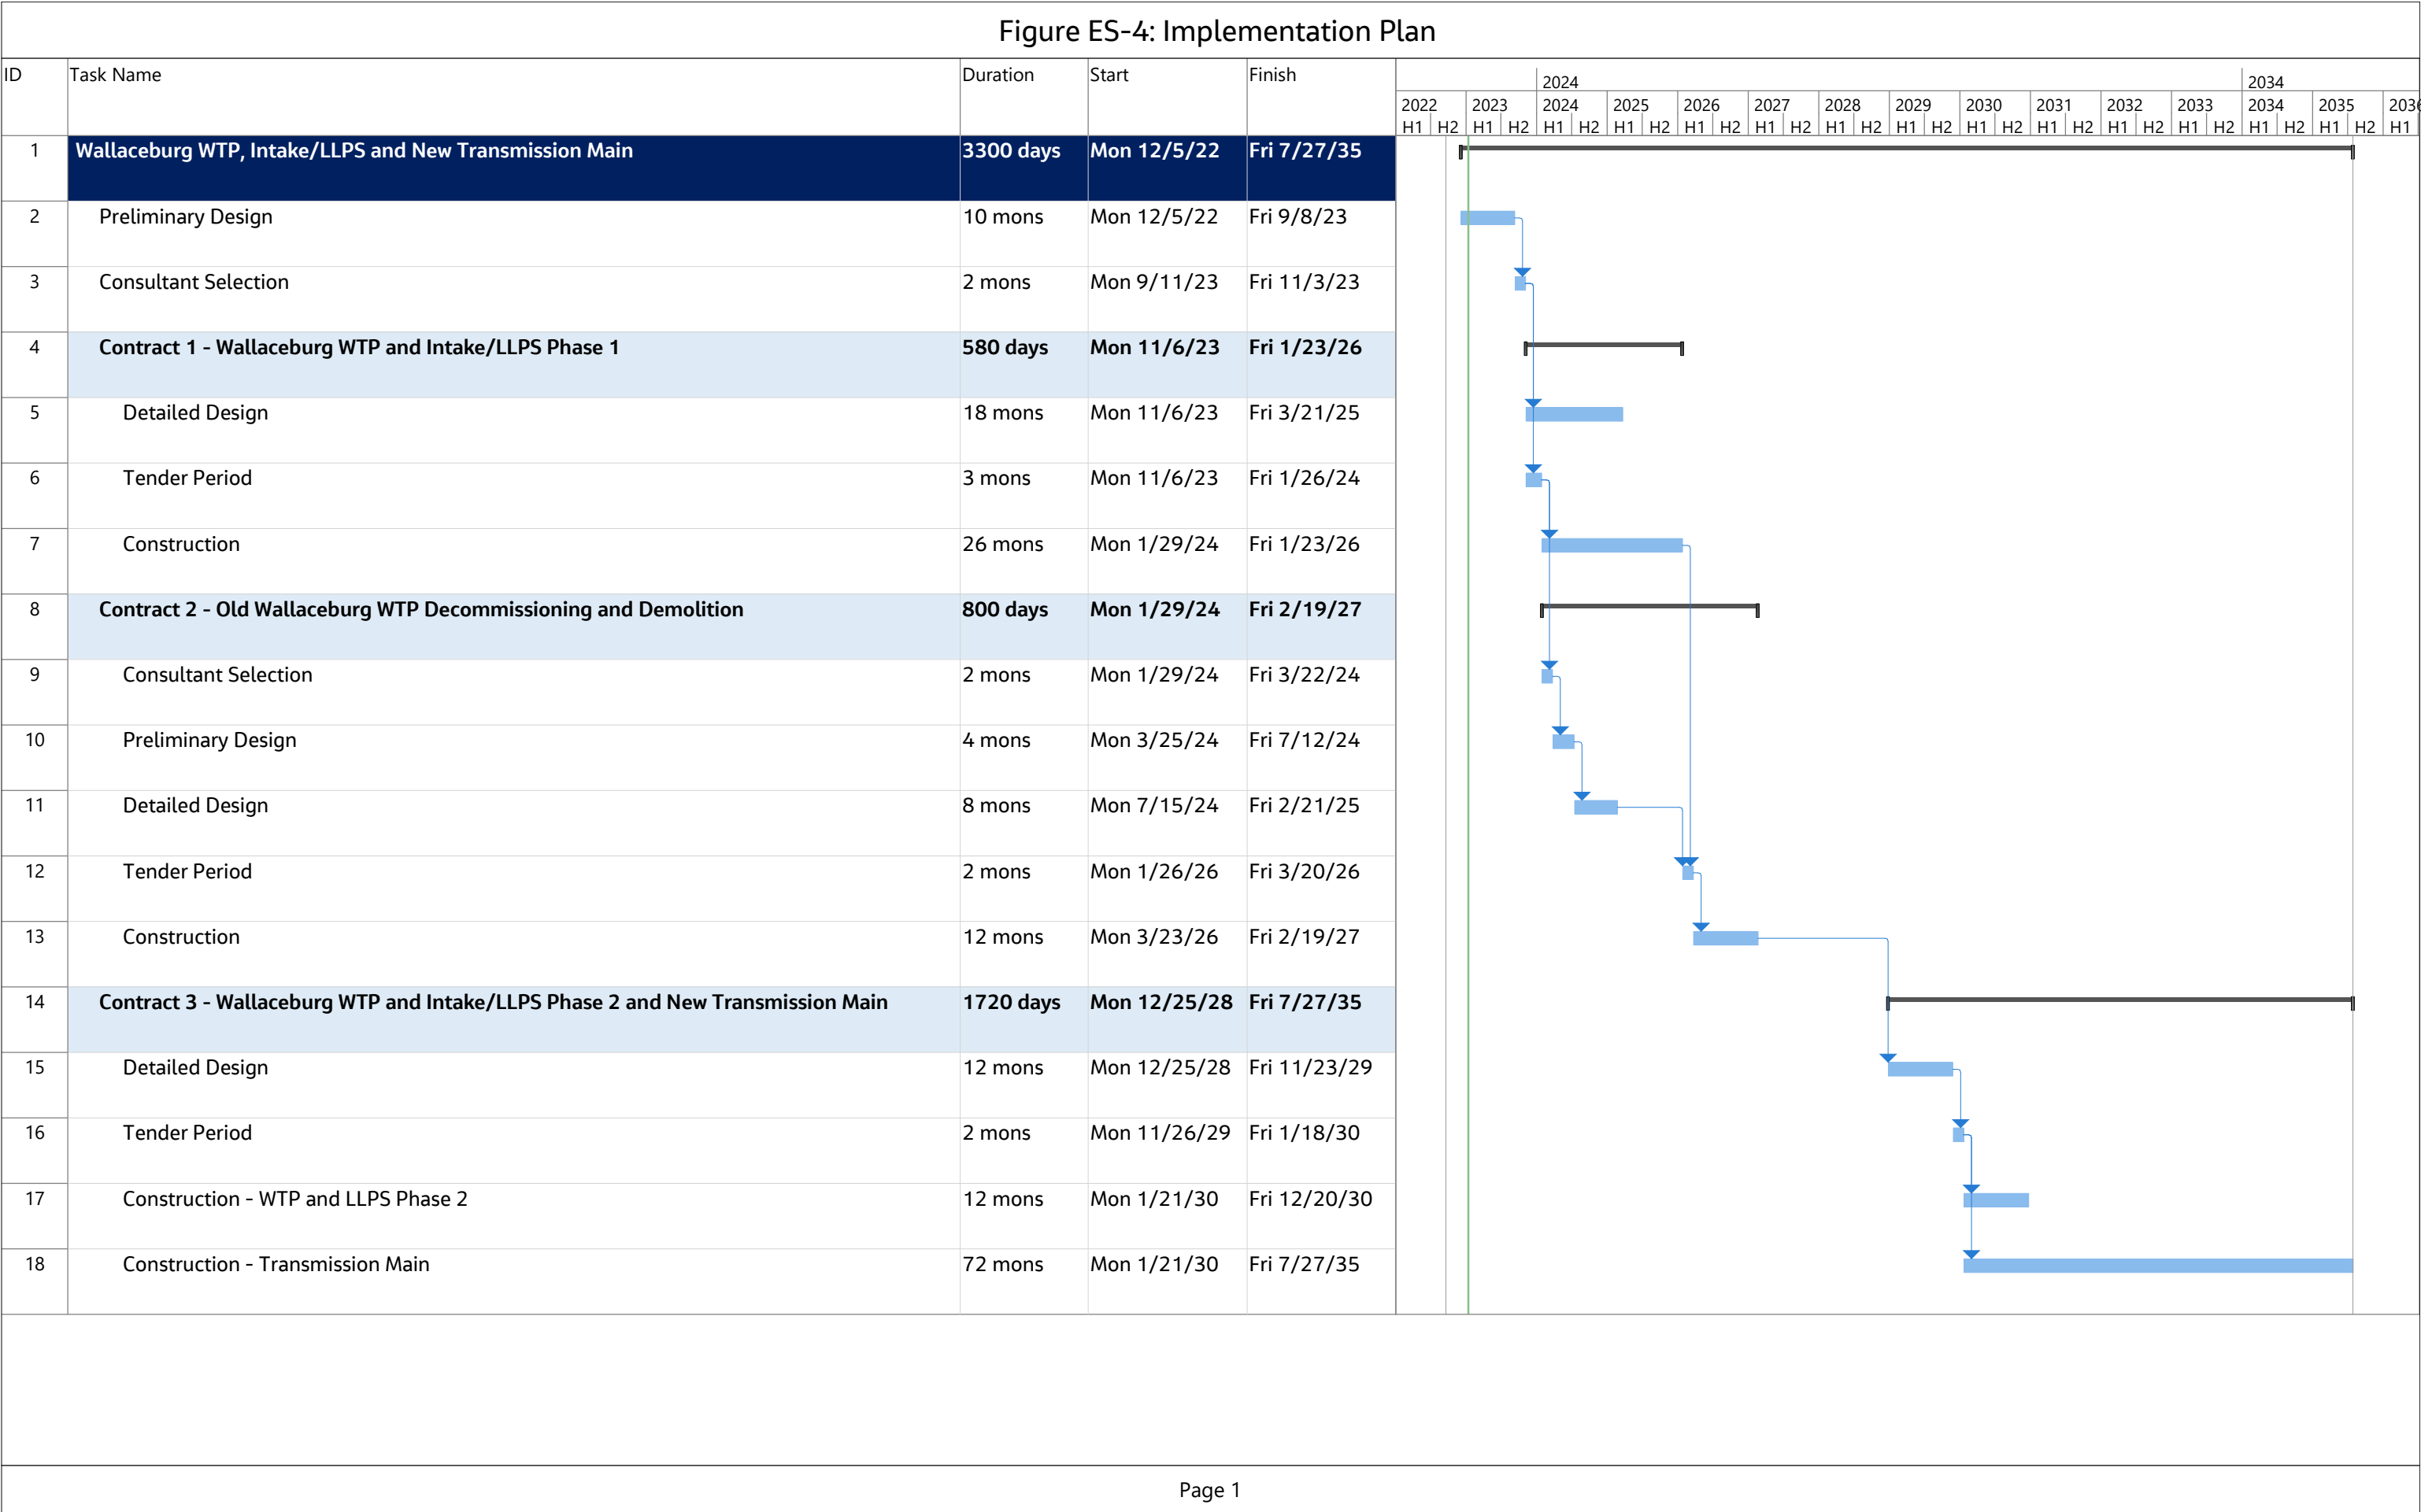 Figure ES-4: Implementation Plan
ID Task Name Duration Start Finish
2024 2034
2022 2023 2024 2025 2026 2027 2028 2029 2030 2031 2032 2033 2034 2035 2036
H1 H2 H1 H2 H1 H2 H1 H2 H1 H2 H1 H2 H1 H2 H1 H2 H1 H2 H1 H2 H1 H2 H1 H2 H1 H2 H1 H2 H1
1 Wallaceburg WTP, Intake/LLPS and New Transmission Main 3300 days Mon 12/5/22 Fri 7/27/35
2 Preliminary Design 10 mons Mon 12/5/22 Fri 9/8/23
3 Consultant Selection 2 mons Mon 9/11/23 Fri 11/3/23
4 Contract 1 - Wallaceburg WTP and Intake/LLPS Phase 1 580 days Mon 11/6/23 Fri 1/23/26
5 Detailed Design 18 mons Mon 11/6/23 Fri 3/21/25
6 Tender Period 3 mons Mon 11/6/23 Fri 1/26/24
7 Construction 26 mons Mon 1/29/24 Fri 1/23/26
8 Contract 2 - Old Wallaceburg WTP Decommissioning and Demolition 800 days Mon 1/29/24 Fri 2/19/27
9 Consultant Selection 2 mons Mon 1/29/24 Fri 3/22/24
10 Preliminary Design 4 mons Mon 3/25/24 Fri 7/12/24
11 Detailed Design 8 mons Mon 7/15/24 Fri 2/21/25
12 Tender Period 2 mons Mon 1/26/26 Fri 3/20/26
13 Construction 12 mons Mon 3/23/26 Fri 2/19/27
14 Contract 3 - Wallaceburg WTP and Intake/LLPS Phase 2 and New Transmission Main 1720 days Mon 12/25/28 Fri 7/27/35
15 Detailed Design 12 mons Mon 12/25/28 Fri 11/23/29
16 Tender Period 2 mons Mon 11/26/29 Fri 1/18/30
17 Construction - WTP and LLPS Phase 2 12 mons Mon 1/21/30 Fri 12/20/30
18 Construction - Transmission Main 72 mons Mon 1/21/30 Fri 7/27/35
Page 1